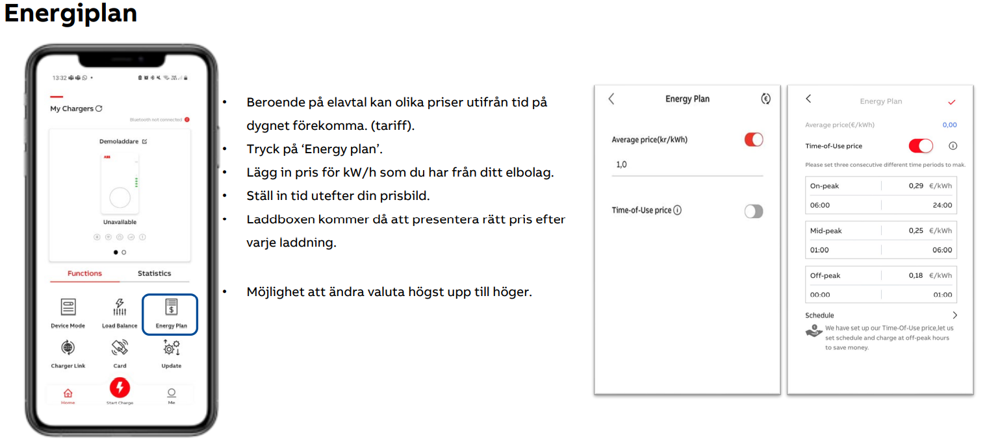 Energiplan
13:32
My Chargers
Bluetooth not connected
Demoladdare
ABB
Unavailable
Functions
Statistics
Device Mode
Load Balance
Energy Plan
Charger Link
Card
Update
Home
Start Charge
Me
• Beroende på elavtal kan olika priser utifrån tid på
dygnet förekomma. (tariff).
• Tryck på ‘Energy plan’.
• Lägg in pris för kW/h som du har från ditt elbolag.
• Ställ in tid utefter din prisbild.
• Laddboxen kommer då att presentera rätt pris efter
varje laddning.
• Möjlighet att ändra valuta högst upp till höger.
Energy Plan
Average price(kr/kWh)
1,0
Time-of-Use price
Energy Plan
Average price(€/kWh) 0,00
Time-of-Use price
Please set three consecutive different time periods to mak.
On-peak 0,29 €/kWh
06:00 24:00
Mid-peak 0,25 €/kWh
01:00 06:00
Off-peak 0,18 €/kWh
00:00 01:00
Schedule
We have set up our Time-Of-Use price,let us
set schedule and charge at off-peak hours
to save money.